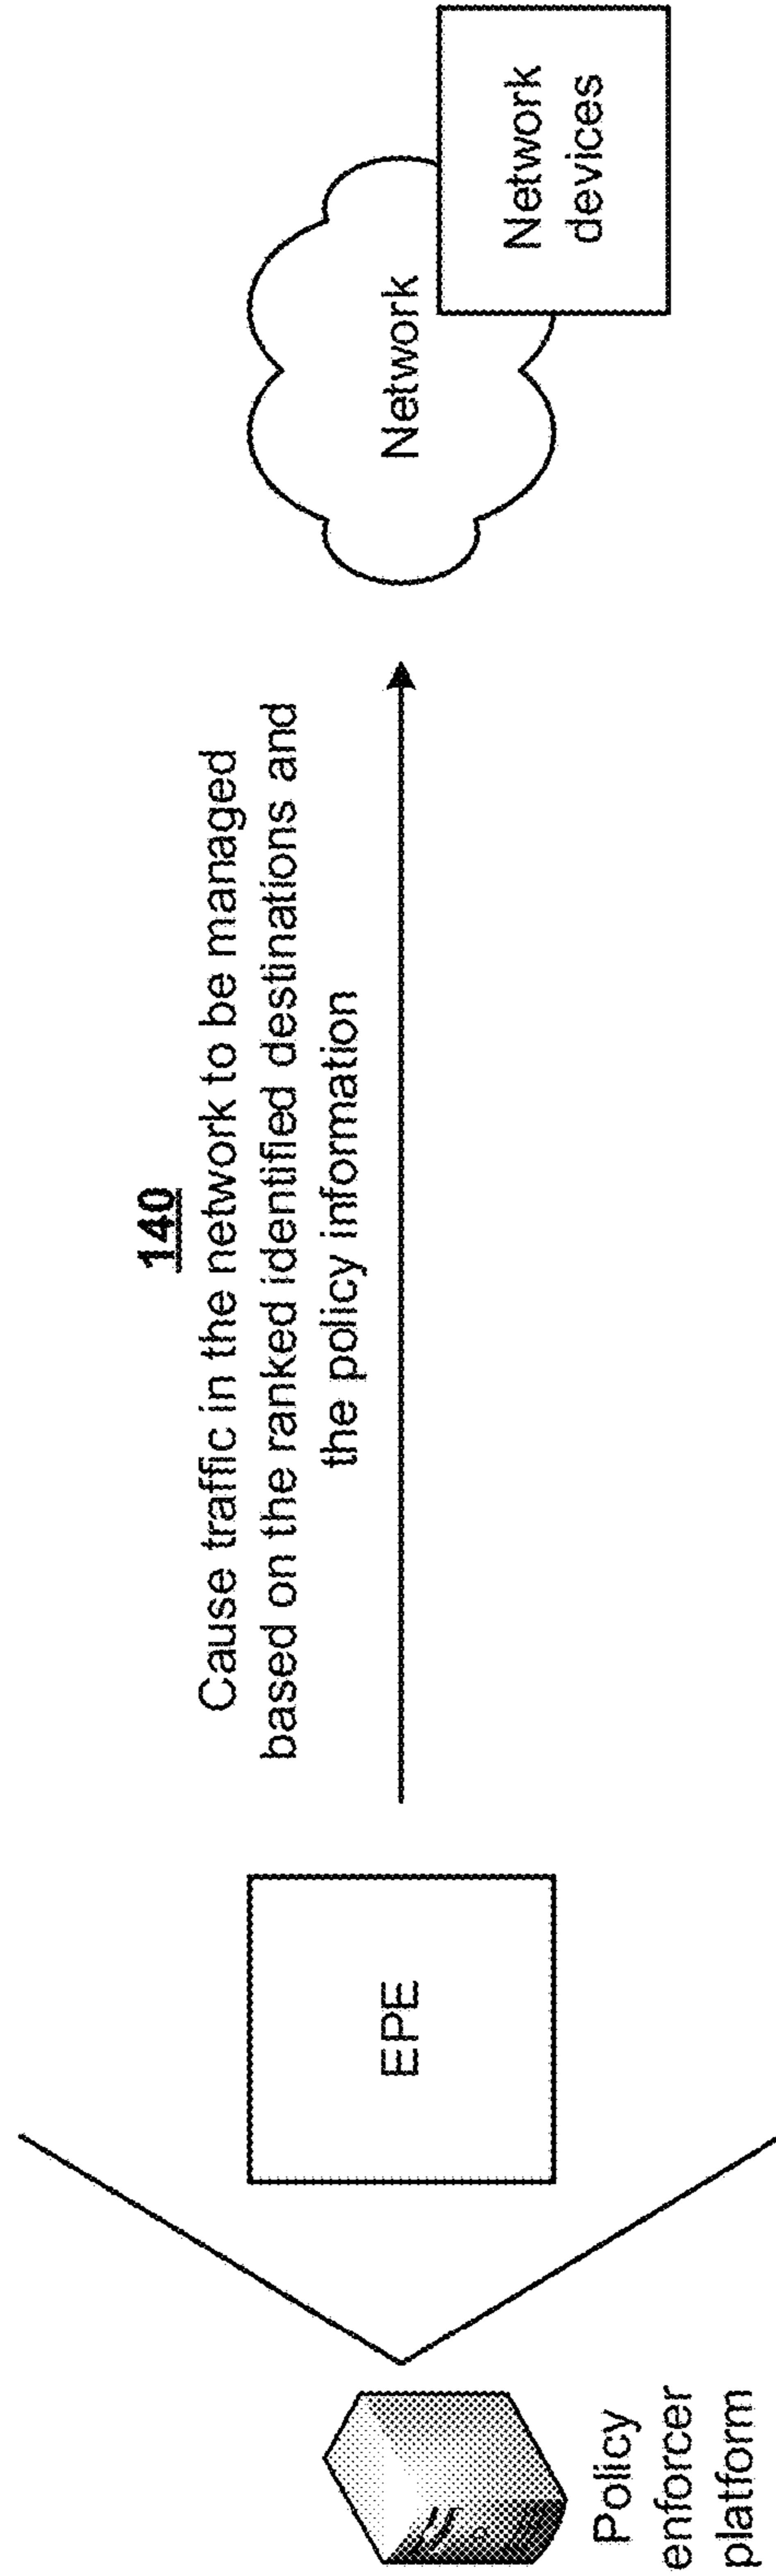 140
Cause traffic in the network to be managed
based on the ranked identified destinations and
the policy information
Policy
enforcer
platform
EPE
Network
Network
devices